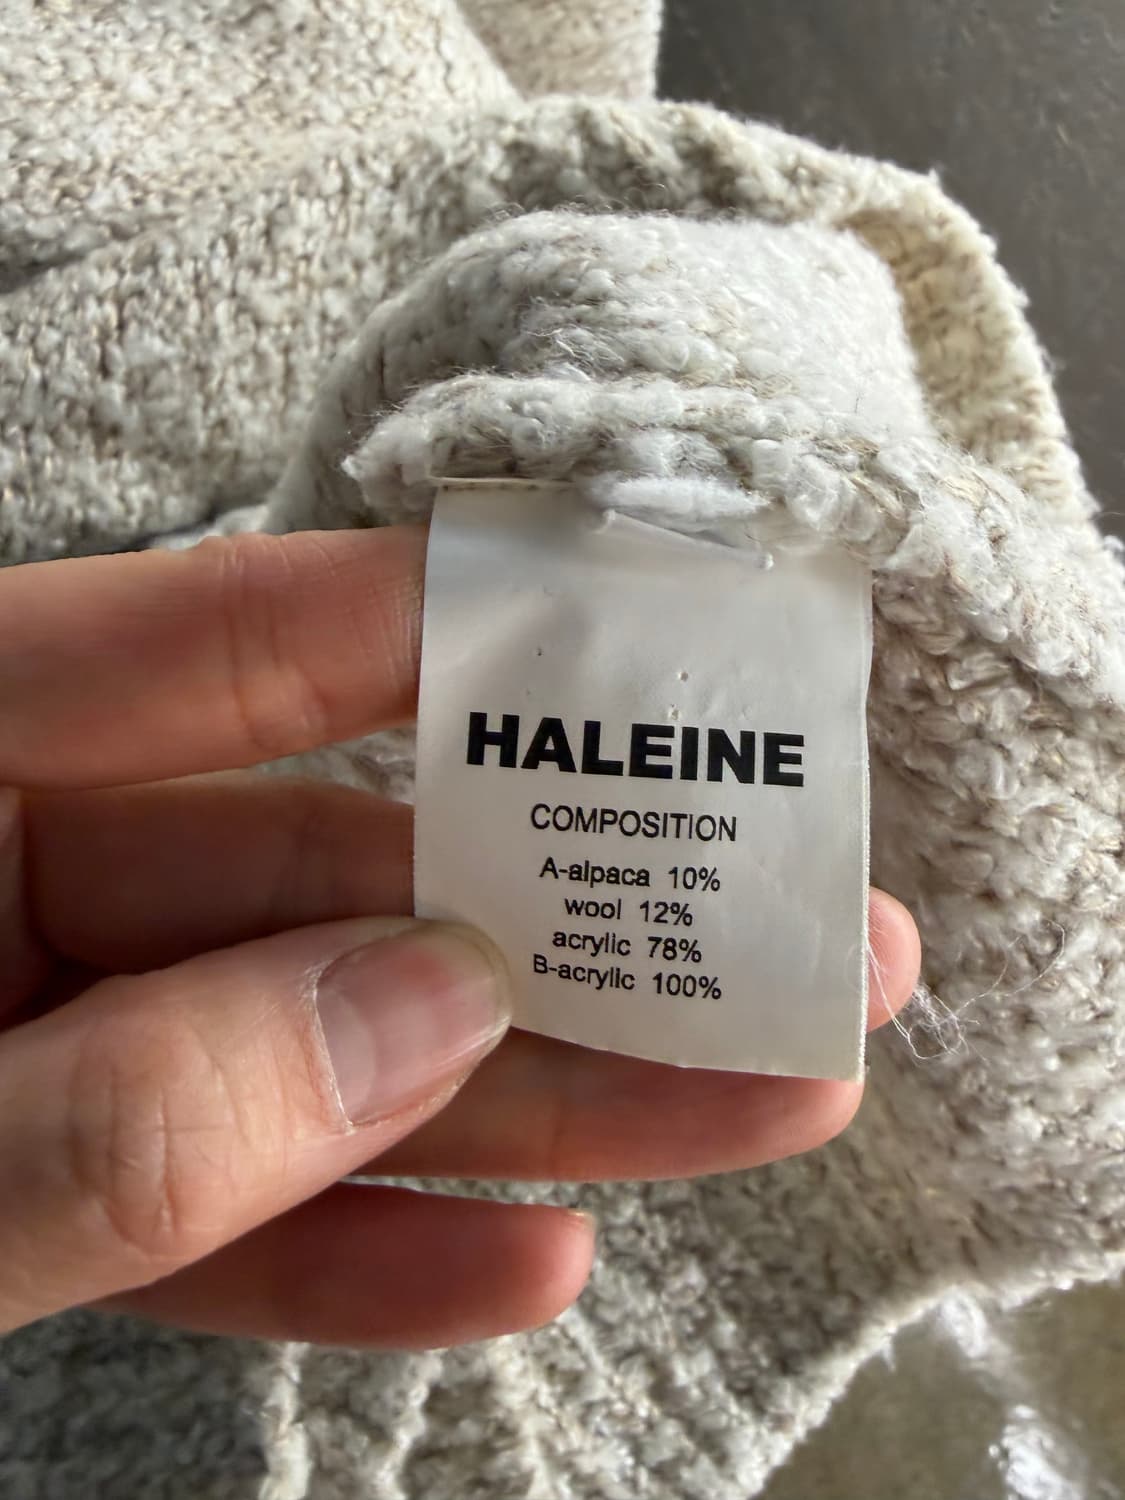 HALEINE
COMPOSITION
A-alpaca 10%
wool 12%
acrylic 78%
B-acrylic 100%